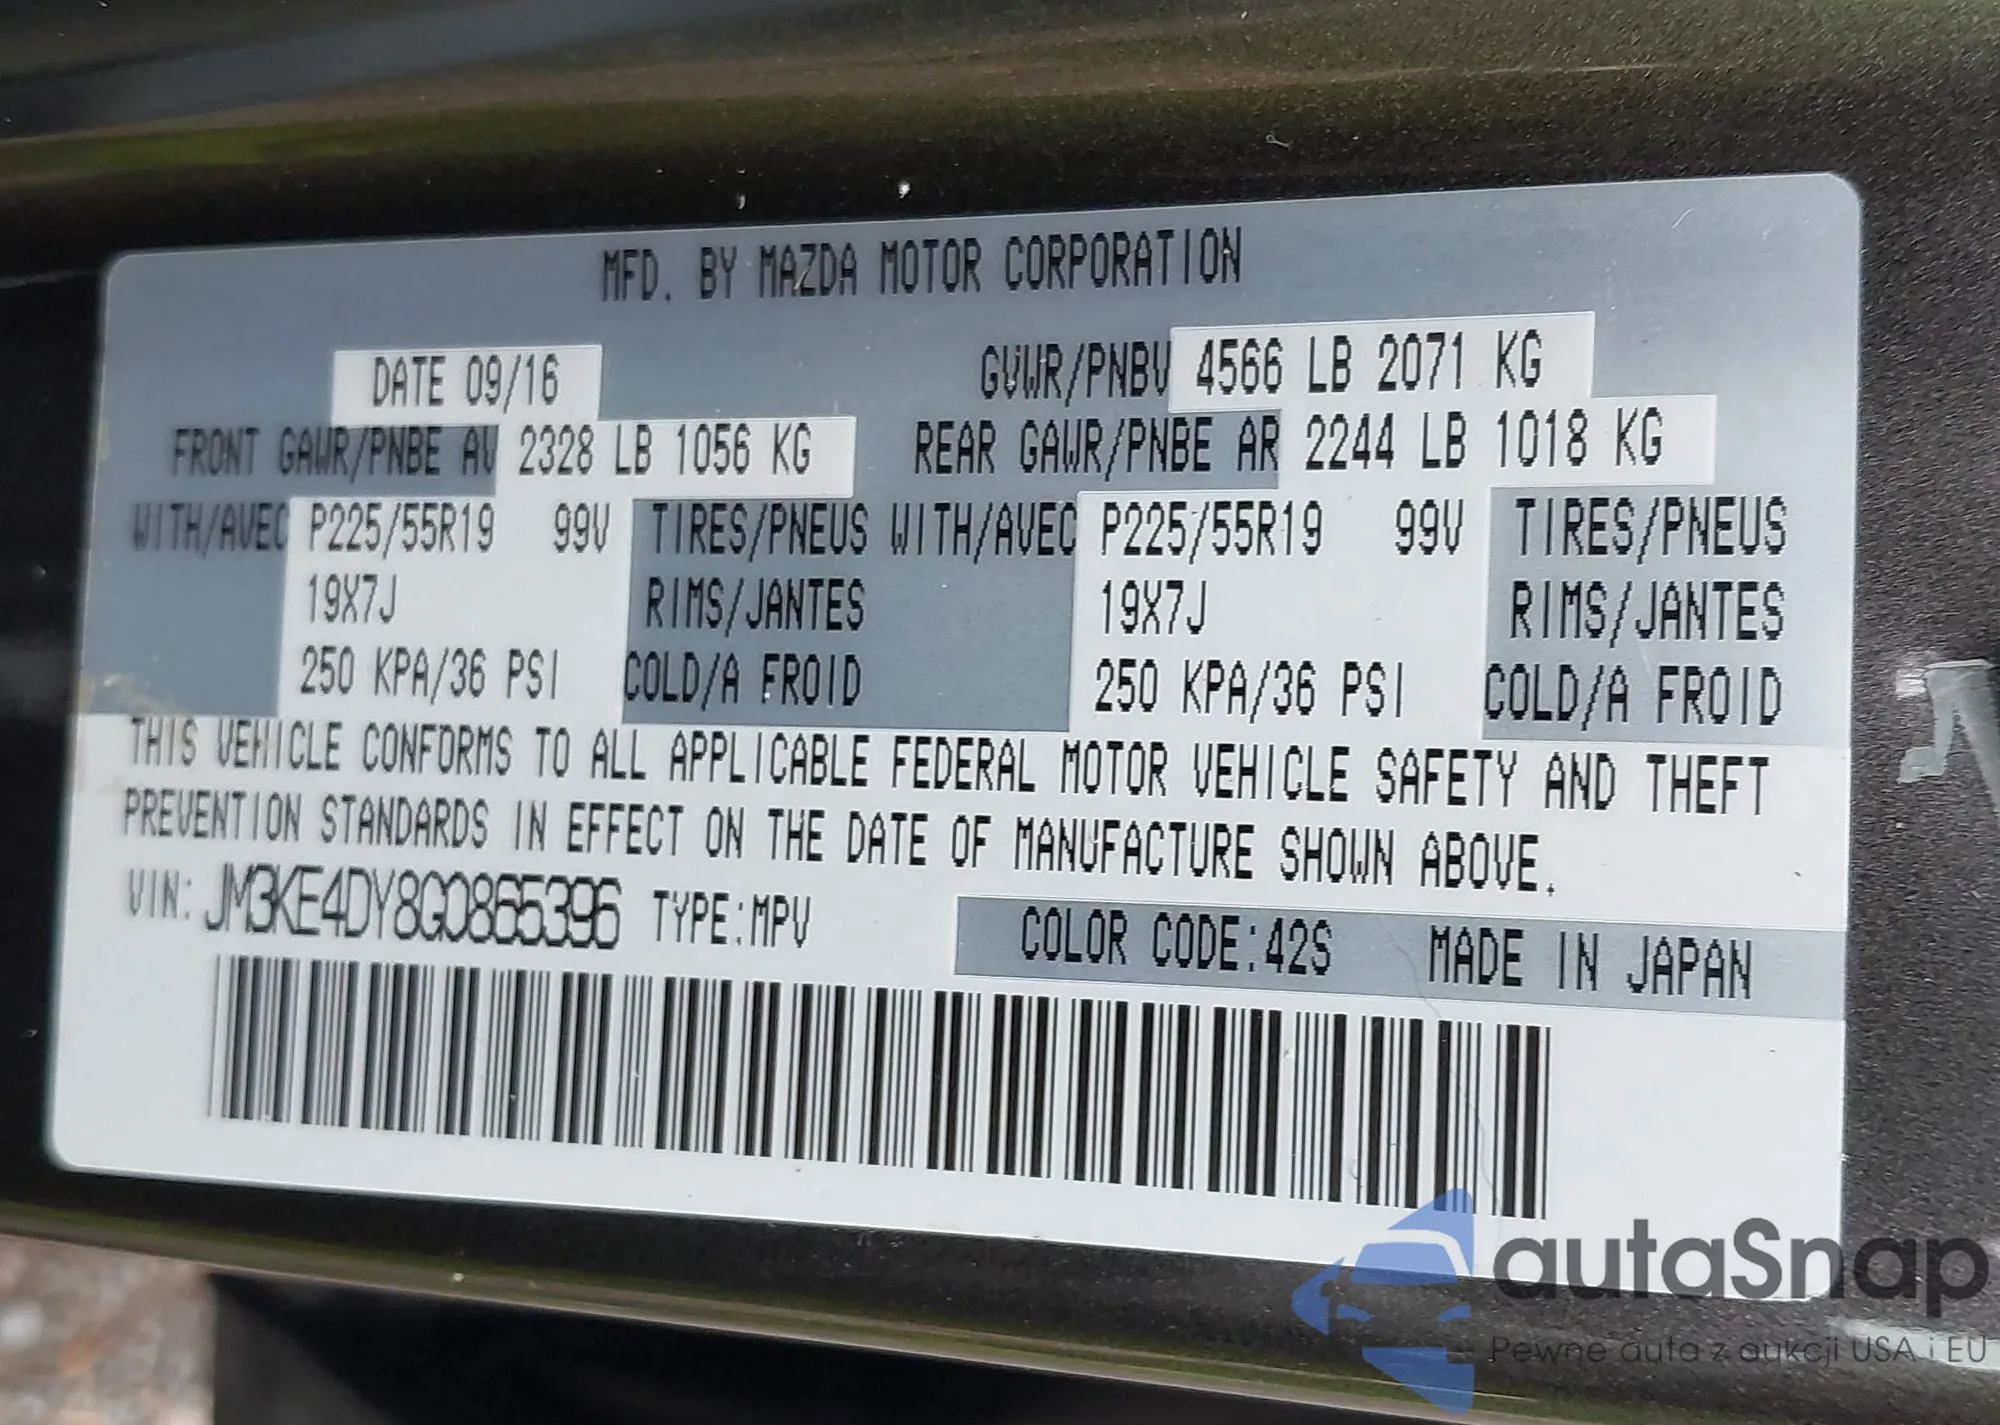 MFD. BY MAZDA MOTOR CORPORATION
DATE 09/16 GVWR/PNBV 4566 LB 2071 KG
FRONT GAWR/PNBE AV 2328 LB 1056 KG REAR GAWR/PNBE AR 2244 LB 1018 KG
WITH/AVEC P225/55R19 99V TIRES/PNEUS WITH/AVEC P225/55R19 99V TIRES/PNEUS
19X7J RIMS/JANTES 19X7J RIMS/JANTES
250 KPA/36 PSI COLD/A FROID 250 KPA/36 PSI COLD/A FROID
THIS VEHICLE CONFORMS TO ALL APPLICABLE FEDERAL MOTOR VEHICLE SAFETY AND THEFT
PREVENTION STANDARDS IN EFFECT ON THE DATE OF MANUFACTURE SHOWN ABOVE.
VIN: JM3KE4DY8G0865396 TYPE:MPV COLOR CODE:42S MADE IN JAPAN
autaSnap
Pewne auta z aukcji USA i EU